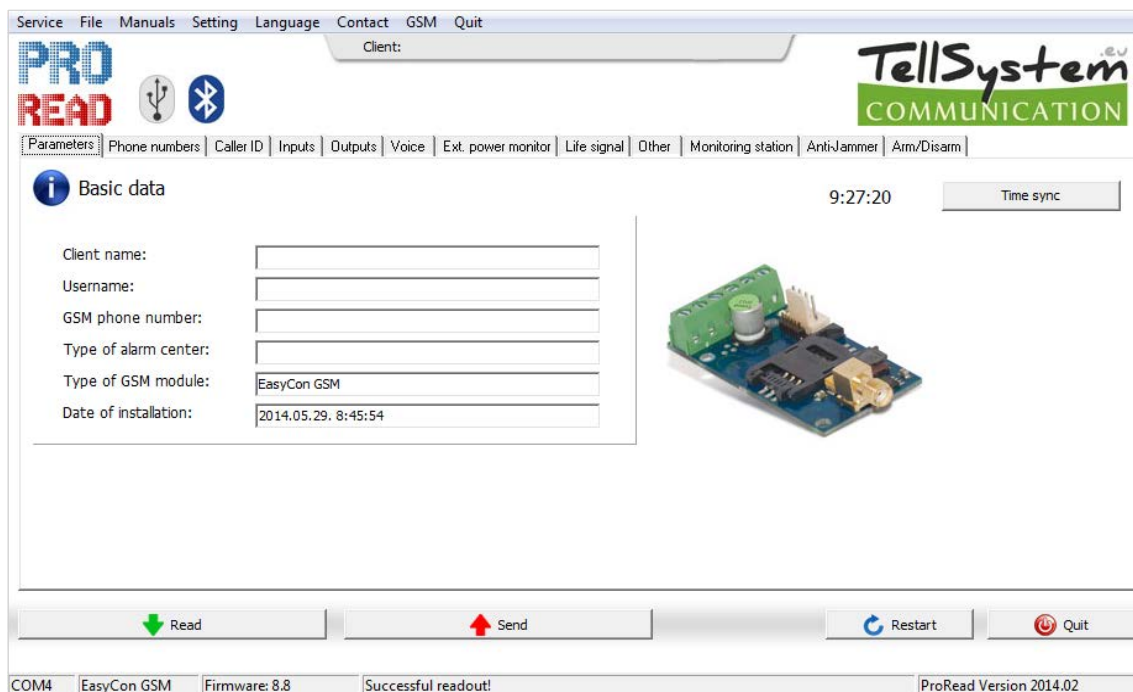 Service File Manuals Setting Language Contact GSM Quit
Client:
PRO
READ
TellSystem.eu
COMMUNICATION
Parameters Phone numbers Caller ID Inputs Outputs Voice Ext. power monitor Life signal Other Monitoring station Anti-Jammer Arm/Disarm
Basic data
9:27:20
Time sync
Client name:
Username:
GSM phone number:
Type of alarm center:
Type of GSM module: EasyCon GSM
Date of installation: 2014.05.29. 8:45:54
Read Send Restart Quit
COM4 EasyCon GSM Firmware: 8.8 Successful readout! ProRead Version 2014.02